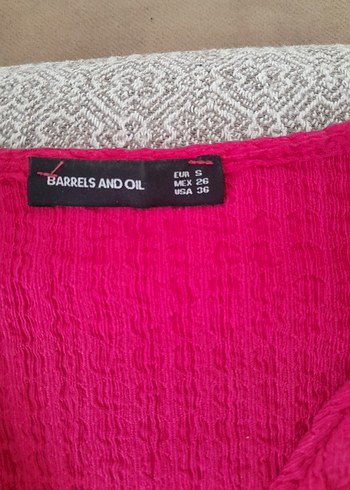 BARRELS AND OIL
EUR S
MEX 26
USA 36